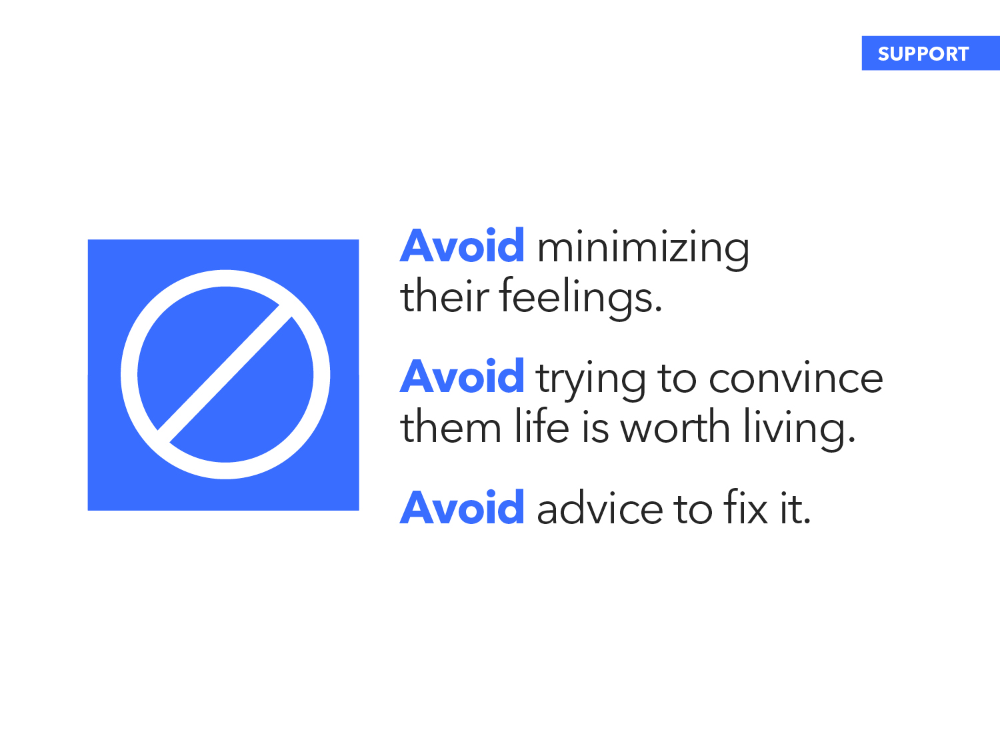 SUPPORT
Avoid minimizing
their feelings.
Avoid trying to convince
them life is worth living.
Avoid advice to fix it.